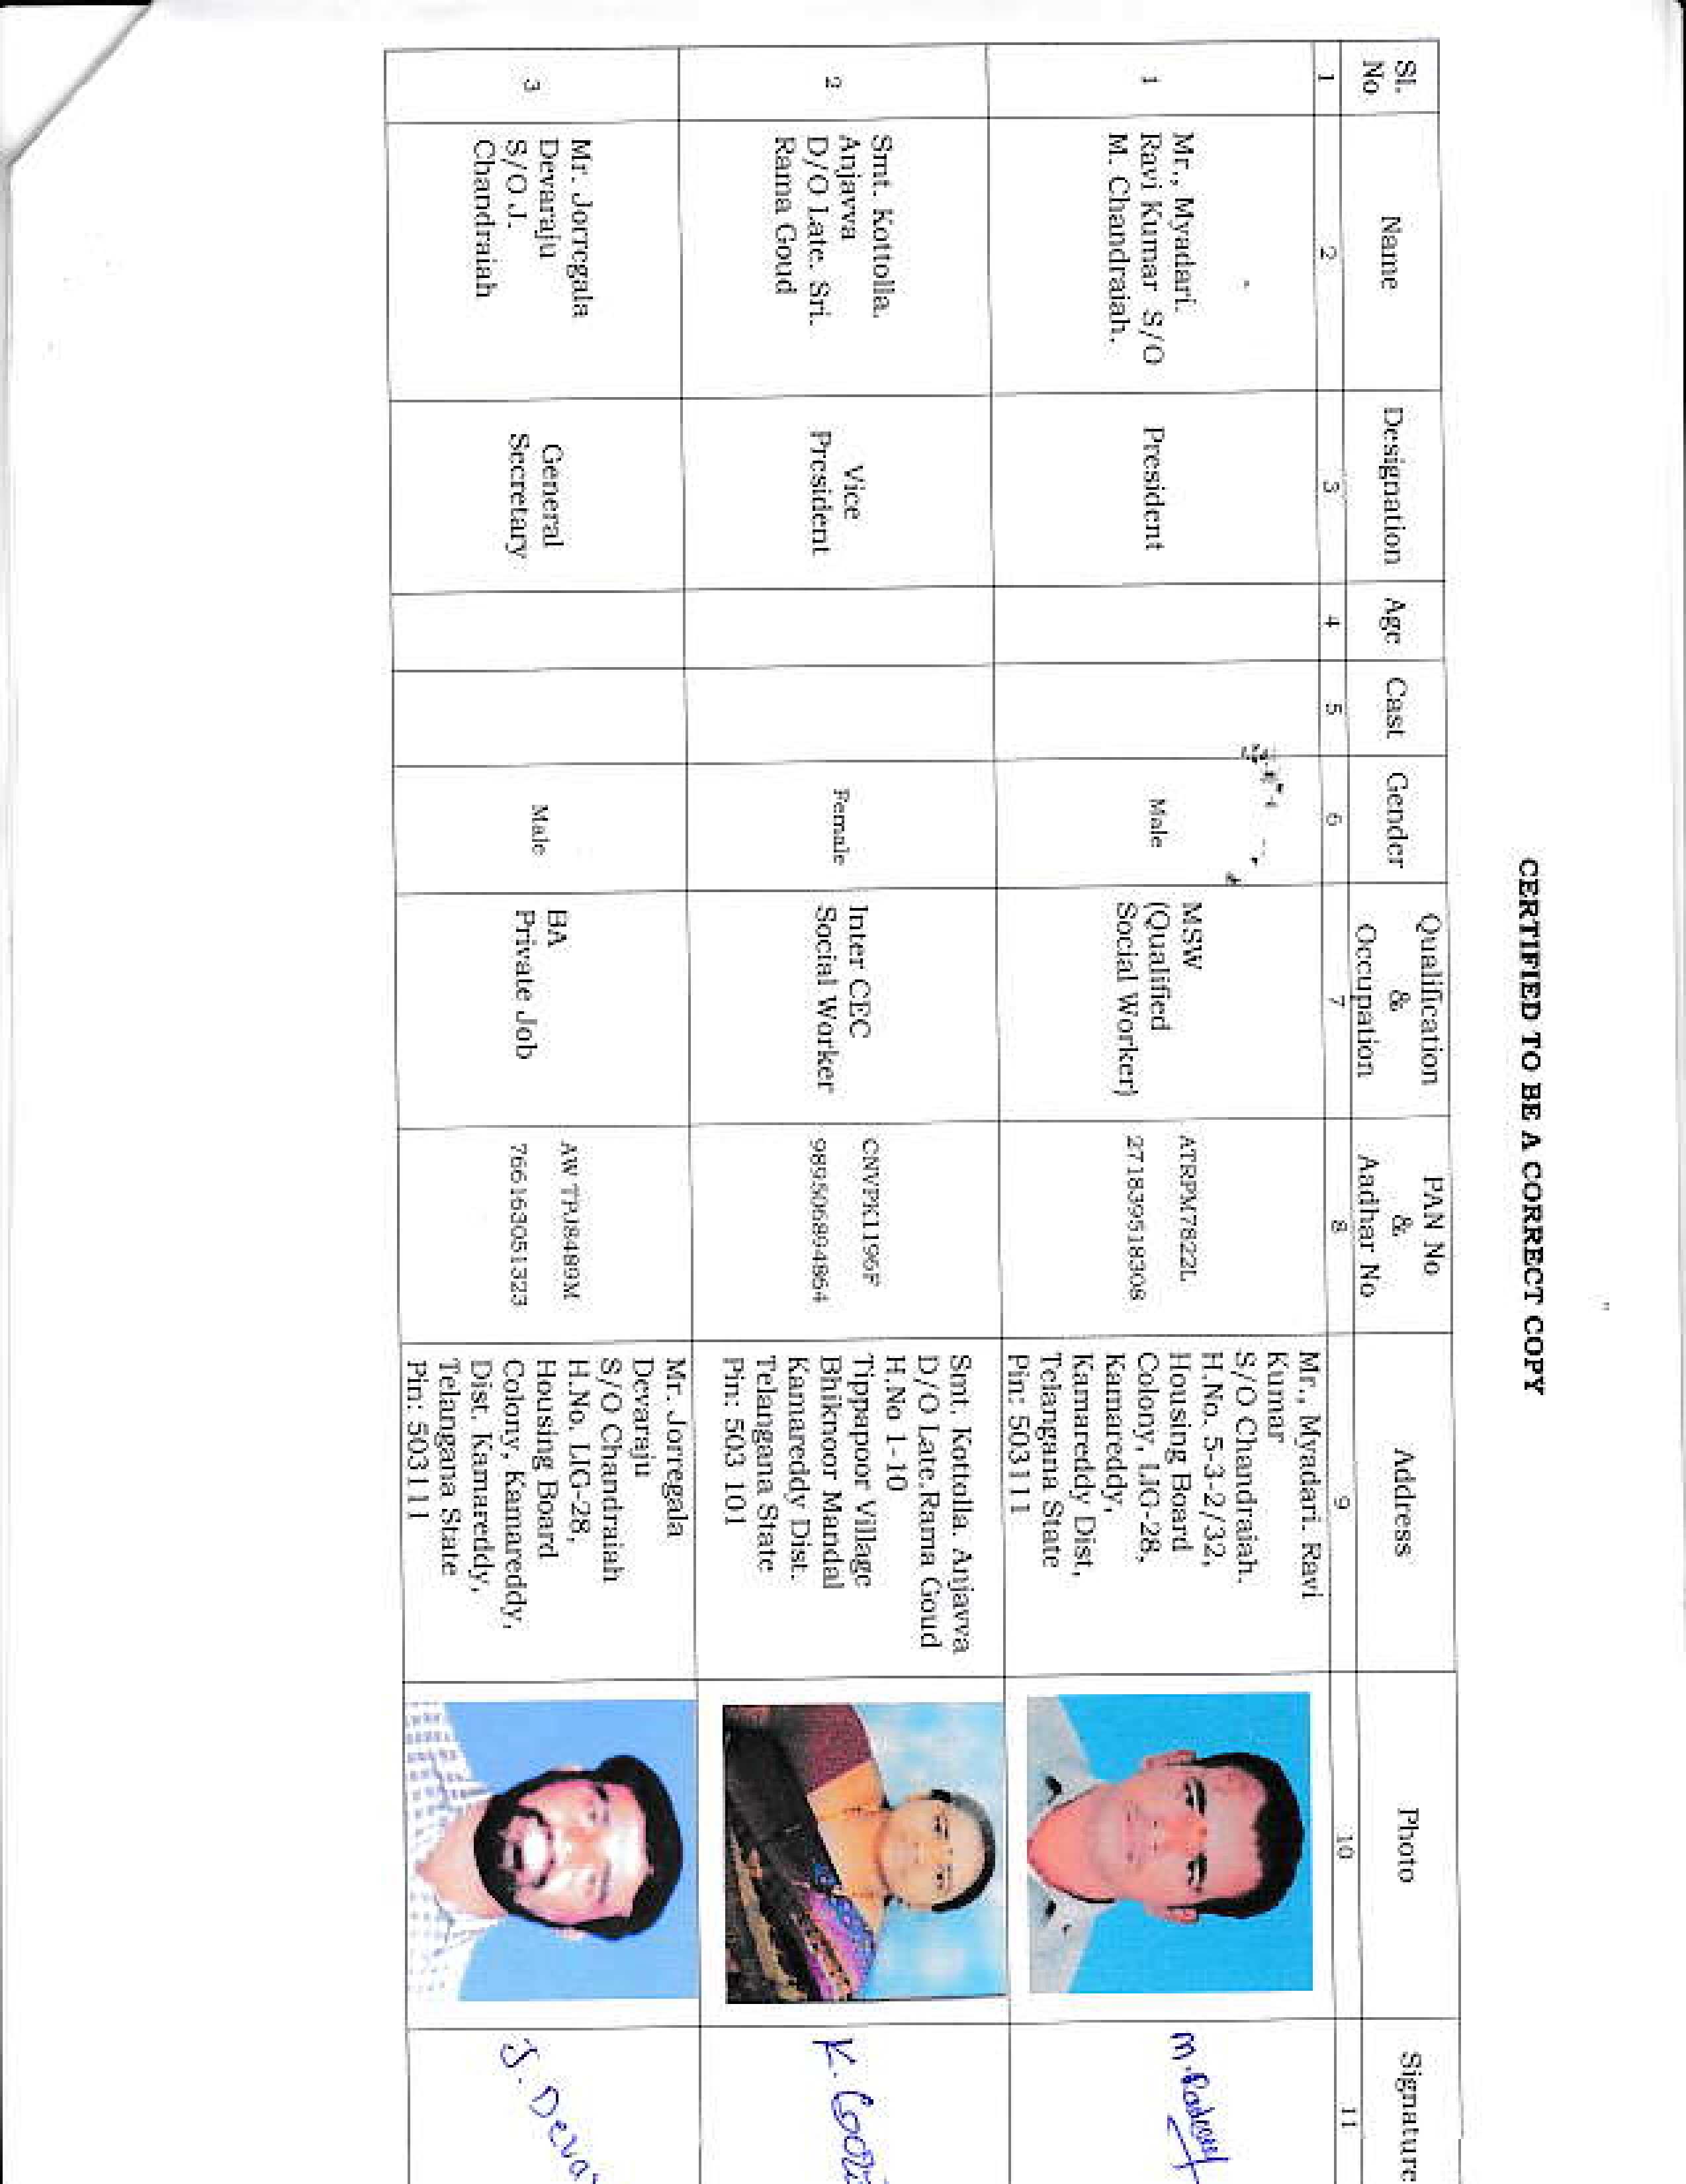 CERTIFIED TO BE A CORRECT COPY
Sl. No
Name
Designation
Age
Cast
Gender
Qualification & Occupation
PAN No & Aadhar No
Address
Photo
Signature
1
2
3
4
5
6
7
8
9
10
11
1
Mr., Myadari.
Ravi Kumar S/O
M. Chandraiah.
President
Male
MSW
(Qualified
Social Worker)
ATRPM7822L
271839518308
Mr., Myadari. Ravi
Kumar
S/O Chandraiah.
H.No. 5-3-2/32,
Housing Board
Colony, LIG-28,
Kamareddy,
Kamareddy Dist,
Telangana State
Pin: 503111
2
Smt. Kottolla.
Anjavva
D/O Late. Sri.
Rama Goud
Vice
President
Female
Inter CEC
Social Worker
CNVPK1196F
989506894864
Smt. Kottolla. Anjavva
D/O Late.Rama Goud
H.No 1-10
Tippapoor Village
Bhiknoor Mandal
Kamareddy Dist.
Telangana State
Pin: 503 101
K.
3
Mr. Jorregala
Devaraju
S/O.J.
Chandraiah
General
Secretary
Male
BA
Private Job
AW TPJ8489M
766163051323
Mr. Jorregala
Devaraju
S/O Chandraiah
H.No. LIG-28,
Housing Board
Colony, Kamareddy,
Dist. Kamareddy,
Telangana State
Pin: 503111
J. Deva